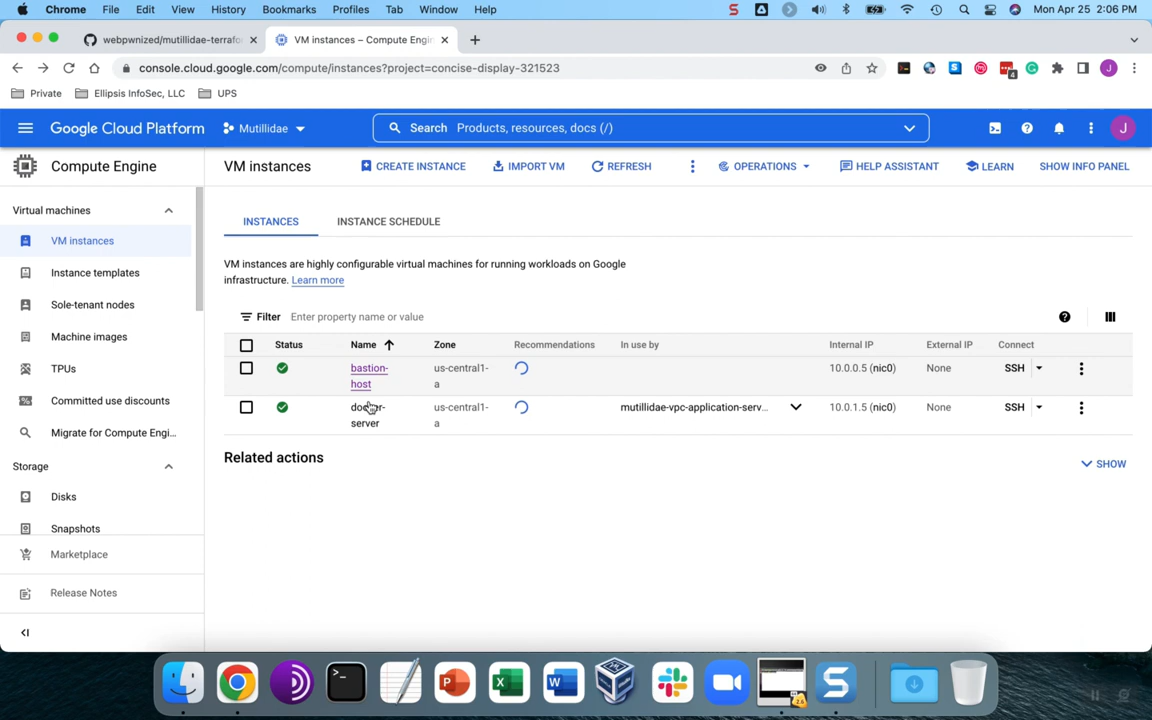 Chrome File Edit View History Bookmarks Profiles Tab Window Help Mon Apr 25 2:06 PM
webpwnized/mutillidae-terrafo VM instances – Compute Engin
console.cloud.google.com/compute/instances?project=concise-display-321523
4 J
Private Ellipsis InfoSec, LLC UPS
Google Cloud Platform Mutillidae Search Products, resources, docs (/) J
Compute Engine VM instances CREATE INSTANCE IMPORT VM REFRESH OPERATIONS HELP ASSISTANT LEARN SHOW INFO PANEL
Virtual machines
VM instances
Instance templates
Sole-tenant nodes
Machine images
TPUs
Committed use discounts
Migrate for Compute Engi...
Storage
Disks
Snapshots
Marketplace
Release Notes
INSTANCES INSTANCE SCHEDULE
VM instances are highly configurable virtual machines for running workloads on Google
infrastructure. Learn more
Filter Enter property name or value
Status Name Zone Recommendations In use by Internal IP External IP Connect
bastion- us-central1- 10.0.0.5 (nic0) None SSH
host a
us-central1- mutillidae-vpc-application-serv... 10.0.1.5 (nic0) None SSH
server a
Related actions SHOW